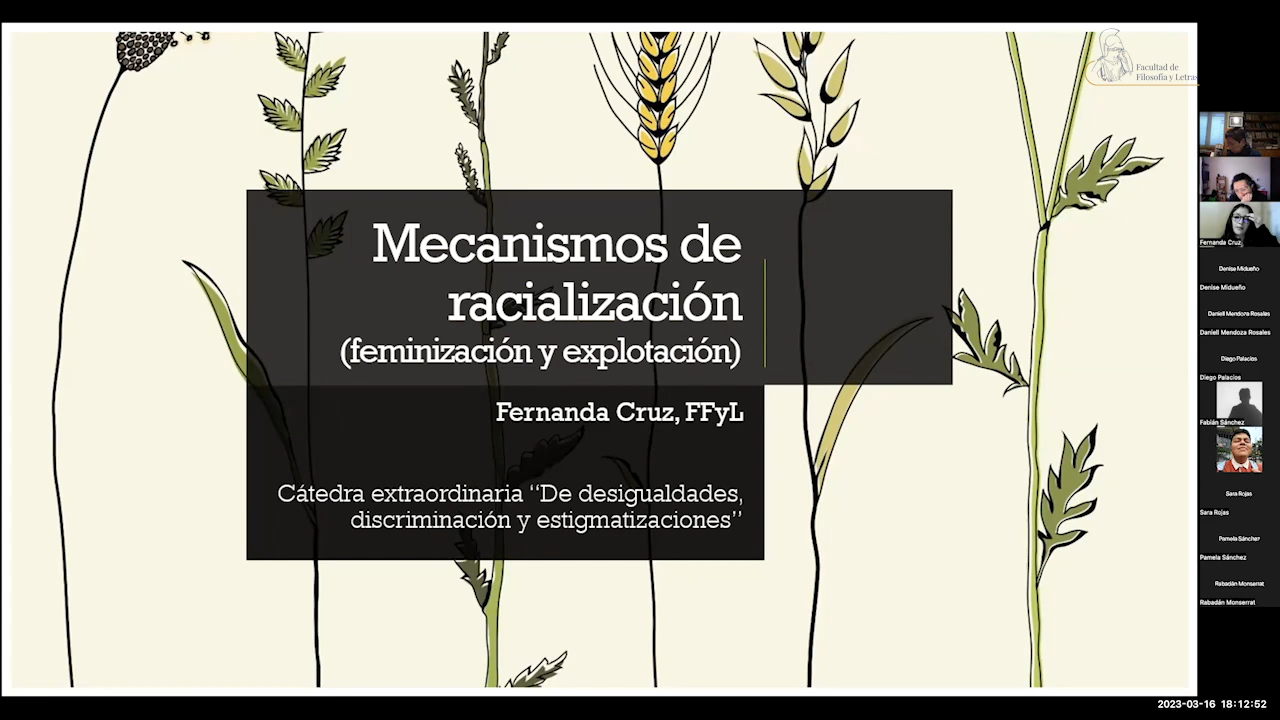 Facultad de
Filosofía y Letras
Mecanismos de
racialización
(feminización y explotación)
Fernanda Cruz, FFyL
Cátedra extraordinaria “De desigualdades,
discriminación y estigmatizaciones”
Fernanda Cruz
Denise Midueño
Denise Midueño
Daniell Mendoza Rosales
Daniell Mendoza Rosales
Diego Palacios
Diego Palacios
Fabián Sánchez
Sara Rojas
Sara Rojas
Pamela Sánchez
Pamela Sánchez
Rabadán Monserrat
Rabadán Monserrat
2023-03-16 18:12:52